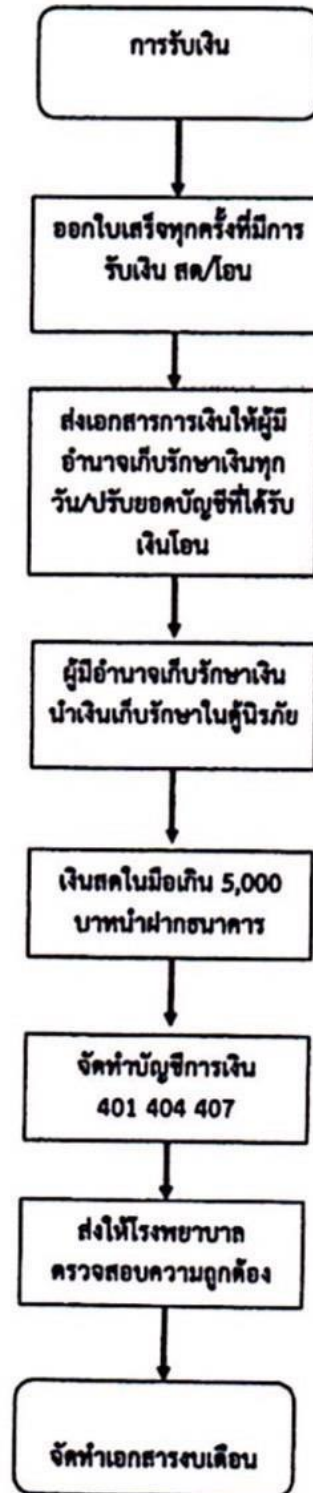 การรับเงิน
ออกใบเสร็จทุกครั้งที่มีการ
รับเงิน สด/โอน
ส่งเอกสารการเงินให้ผู้มี
อำนาจเก็บรักษาเงินทุก
วัน/ปรับยอดบัญชีที่ได้รับ
เงินโอน
ผู้มีอำนาจเก็บรักษาเงิน
นำเงินเก็บรักษาในตู้นิรภัย
เงินสดในมือเกิน 5,000
บาทนำฝากธนาคาร
จัดทำบัญชีการเงิน
401 404 407
ส่งให้โรงพยาบาล
ตรวจสอบความถูกต้อง
จัดทำเอกสารงบเดือน